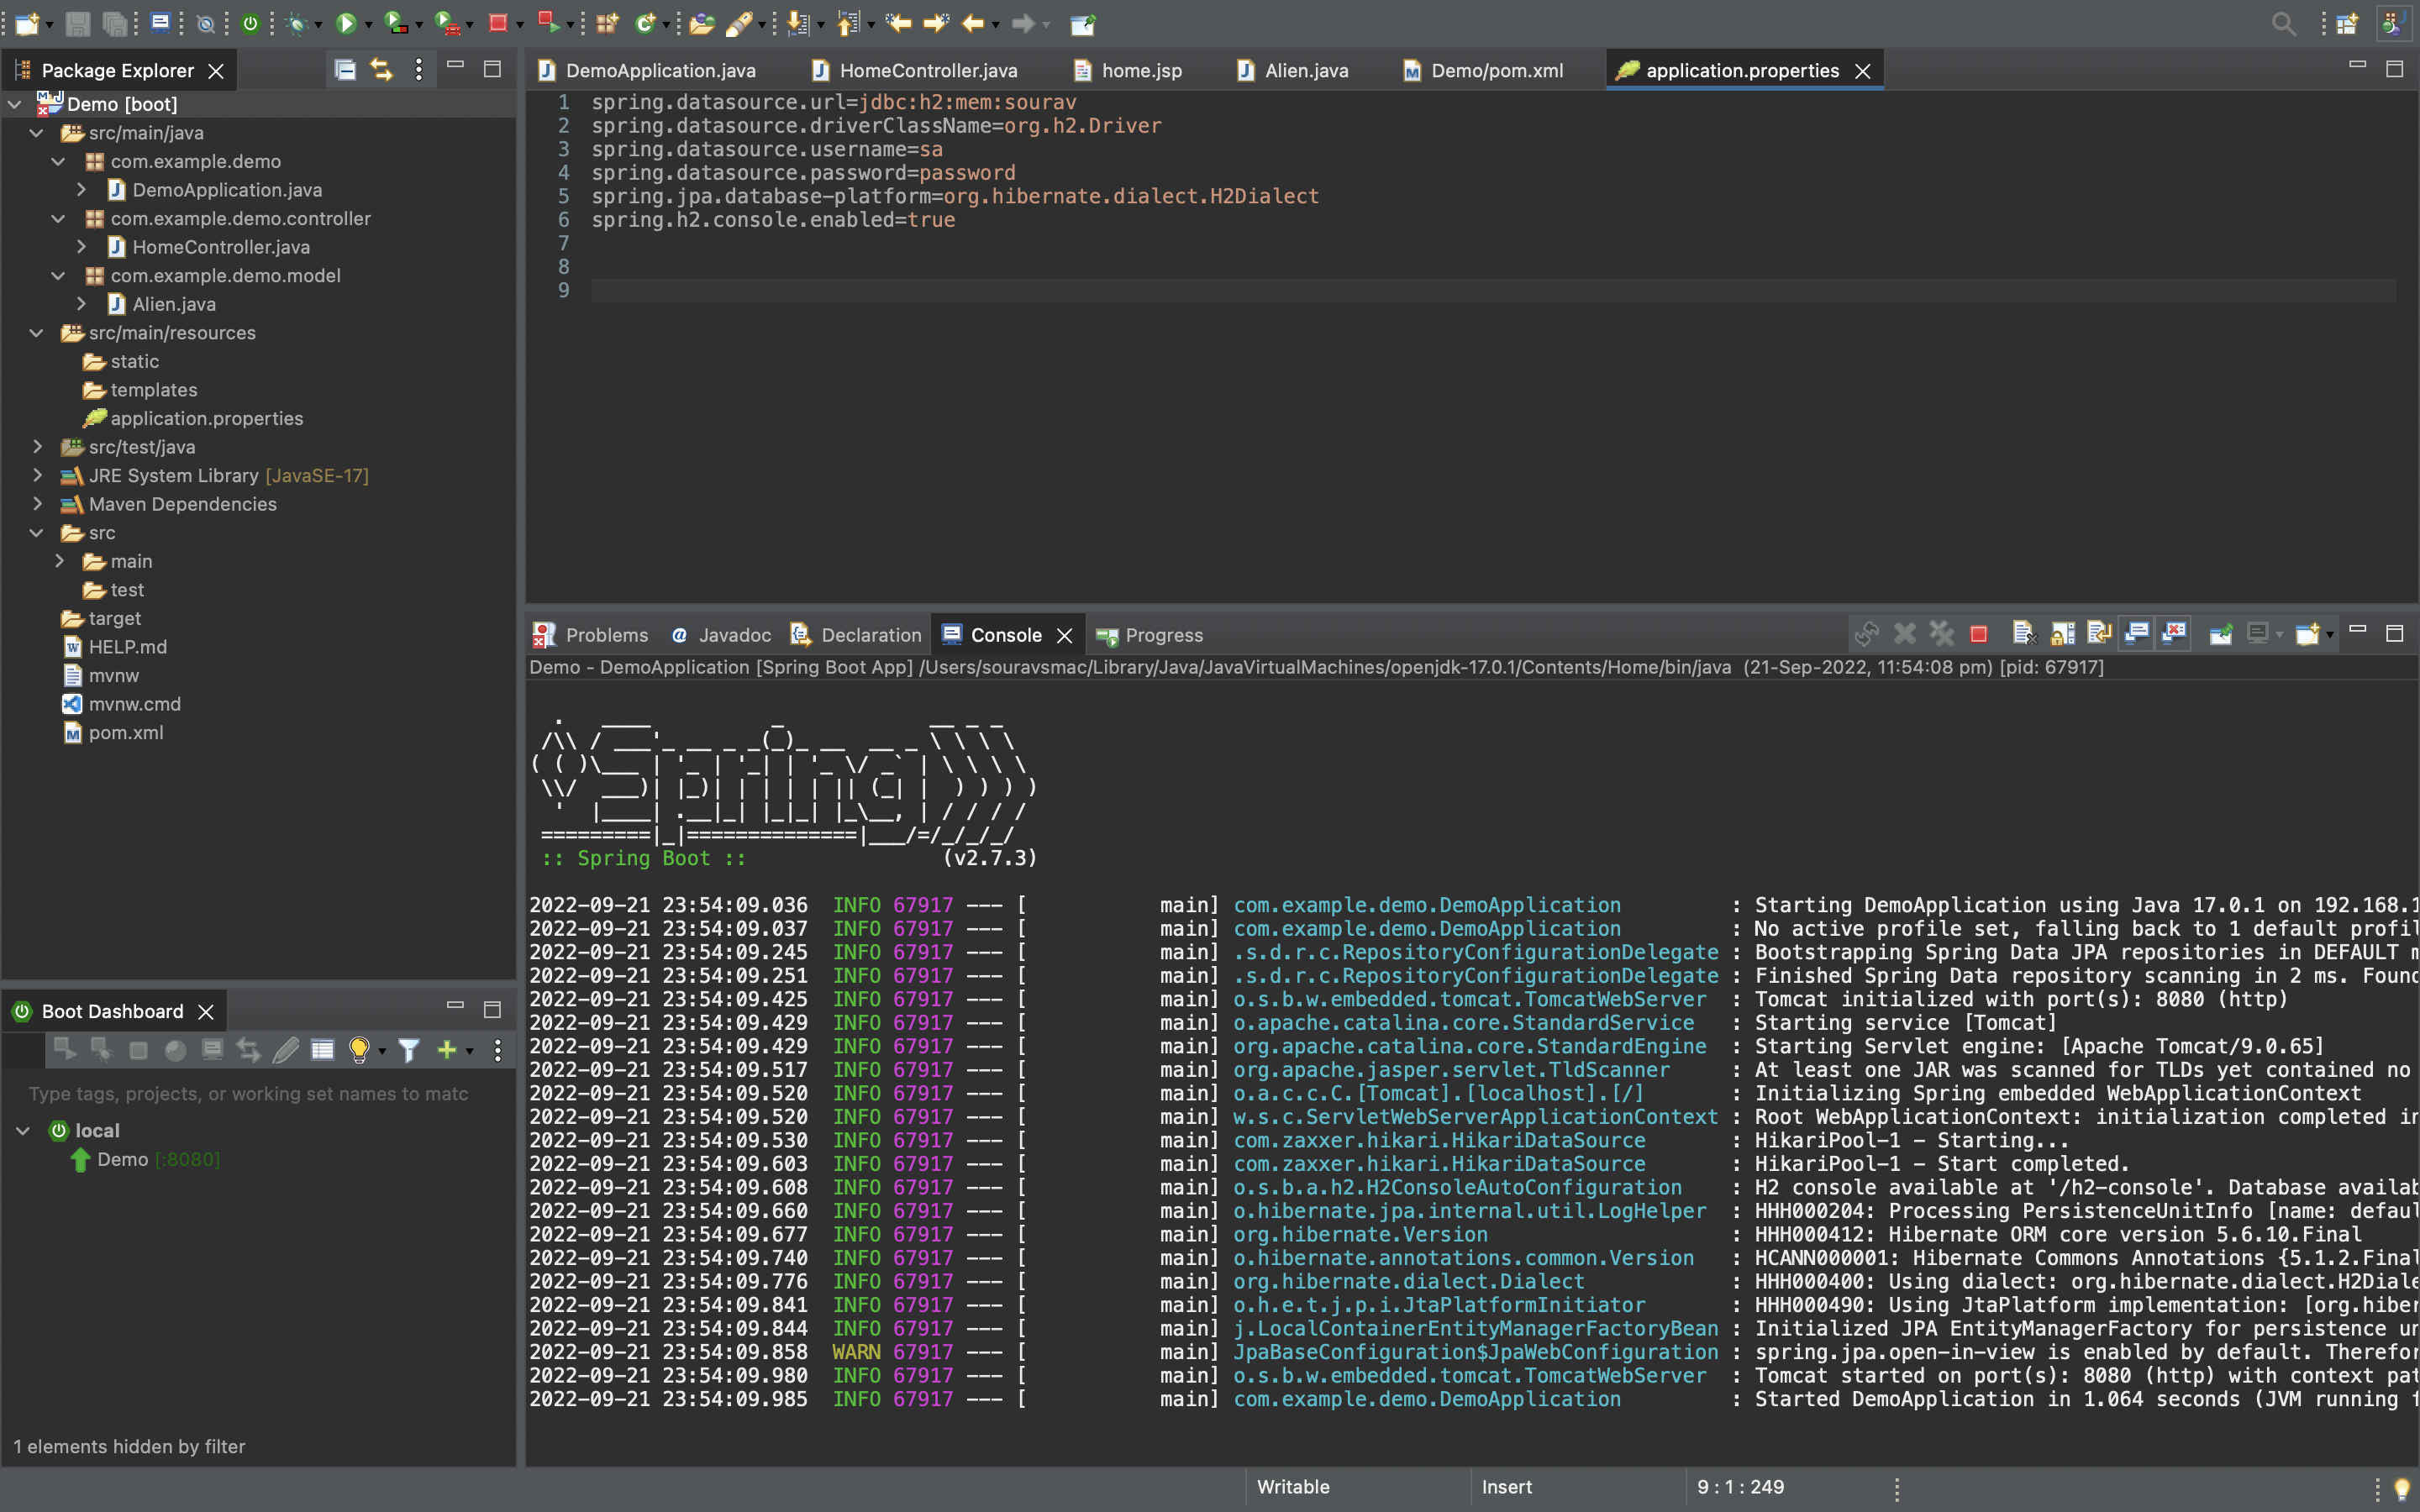 Package Explorer
Demo [boot]
src/main/java
com.example.demo
DemoApplication.java
com.example.demo.controller
HomeController.java
com.example.demo.model
Alien.java
src/main/resources
static
templates
application.properties
src/test/java
JRE System Library [JavaSE-17]
Maven Dependencies
src
main
test
target
HELP.md
mvnw
mvnw.cmd
pom.xml
Boot Dashboard
Type tags, projects, or working set names to matc
local
Demo [:8080]
1 elements hidden by filter
DemoApplication.java HomeController.java home.jsp Alien.java Demo/pom.xml application.properties
1 spring.datasource.url=jdbc:h2:mem:sourav
2 spring.datasource.driverClassName=org.h2.Driver
3 spring.datasource.username=sa
4 spring.datasource.password=password
5 spring.jpa.database-platform=org.hibernate.dialect.H2Dialect
6 spring.h2.console.enabled=true
7
8
9
Problems Javadoc Declaration Console Progress
Demo - DemoApplication [Spring Boot App] /Users/souravsmac/Library/Java/JavaVirtualMachines/openjdk-17.0.1/Contents/Home/bin/java (21-Sep-2022, 11:54:08 pm) [pid: 67917]
:: Spring Boot :: (v2.7.3)
2022-09-21 23:54:09.036 INFO 67917 --- [ main] com.example.demo.DemoApplication : Starting DemoApplication using Java 17.0.1 on 192.168.1
2022-09-21 23:54:09.037 INFO 67917 --- [ main] com.example.demo.DemoApplication : No active profile set, falling back to 1 default profil
2022-09-21 23:54:09.245 INFO 67917 --- [ main] .s.d.r.c.RepositoryConfigurationDelegate : Bootstrapping Spring Data JPA repositories in DEFAULT m
2022-09-21 23:54:09.251 INFO 67917 --- [ main] .s.d.r.c.RepositoryConfigurationDelegate : Finished Spring Data repository scanning in 2 ms. Foun
2022-09-21 23:54:09.425 INFO 67917 --- [ main] o.s.b.w.embedded.tomcat.TomcatWebServer : Tomcat initialized with port(s): 8080 (http)
2022-09-21 23:54:09.429 INFO 67917 --- [ main] o.apache.catalina.core.StandardService : Starting service [Tomcat]
2022-09-21 23:54:09.429 INFO 67917 --- [ main] org.apache.catalina.core.StandardEngine : Starting Servlet engine: [Apache Tomcat/9.0.65]
2022-09-21 23:54:09.517 INFO 67917 --- [ main] org.apache.jasper.servlet.TldScanner : At least one JAR was scanned for TLDs yet contained no
2022-09-21 23:54:09.520 INFO 67917 --- [ main] o.a.c.c.C.[Tomcat].[localhost].[/] : Initializing Spring embedded WebApplicationContext
2022-09-21 23:54:09.520 INFO 67917 --- [ main] w.s.c.ServletWebServerApplicationContext : Root WebApplicationContext: initialization completed in
2022-09-21 23:54:09.530 INFO 67917 --- [ main] com.zaxxer.hikari.HikariDataSource : HikariPool-1 - Starting...
2022-09-21 23:54:09.603 INFO 67917 --- [ main] com.zaxxer.hikari.HikariDataSource : HikariPool-1 - Start completed.
2022-09-21 23:54:09.608 INFO 67917 --- [ main] o.s.b.a.h2.H2ConsoleAutoConfiguration : H2 console available at '/h2-console'. Database availab
2022-09-21 23:54:09.660 INFO 67917 --- [ main] o.hibernate.jpa.internal.util.LogHelper : HHH000204: Processing PersistenceUnitInfo [name: defaul
2022-09-21 23:54:09.677 INFO 67917 --- [ main] org.hibernate.Version : HHH000412: Hibernate ORM core version 5.6.10.Final
2022-09-21 23:54:09.740 INFO 67917 --- [ main] o.hibernate.annotations.common.Version : HCANN000001: Hibernate Commons Annotations {5.1.2.Final
2022-09-21 23:54:09.776 INFO 67917 --- [ main] org.hibernate.dialect.Dialect : HHH000400: Using dialect: org.hibernate.dialect.H2Diale
2022-09-21 23:54:09.841 INFO 67917 --- [ main] o.h.e.t.j.p.i.JtaPlatformInitiator : HHH000490: Using JtaPlatform implementation: [org.hiber
2022-09-21 23:54:09.844 INFO 67917 --- [ main] j.LocalContainerEntityManagerFactoryBean : Initialized JPA EntityManagerFactory for persistence un
2022-09-21 23:54:09.858 WARN 67917 --- [ main] JpaBaseConfiguration$JpaWebConfiguration : spring.jpa.open-in-view is enabled by default. Therefor
2022-09-21 23:54:09.980 INFO 67917 --- [ main] o.s.b.w.embedded.tomcat.TomcatWebServer : Tomcat started on port(s): 8080 (http) with context pat
2022-09-21 23:54:09.985 INFO 67917 --- [ main] com.example.demo.DemoApplication : Started DemoApplication in 1.064 seconds (JVM running f
Writable Insert 9 : 1 : 249